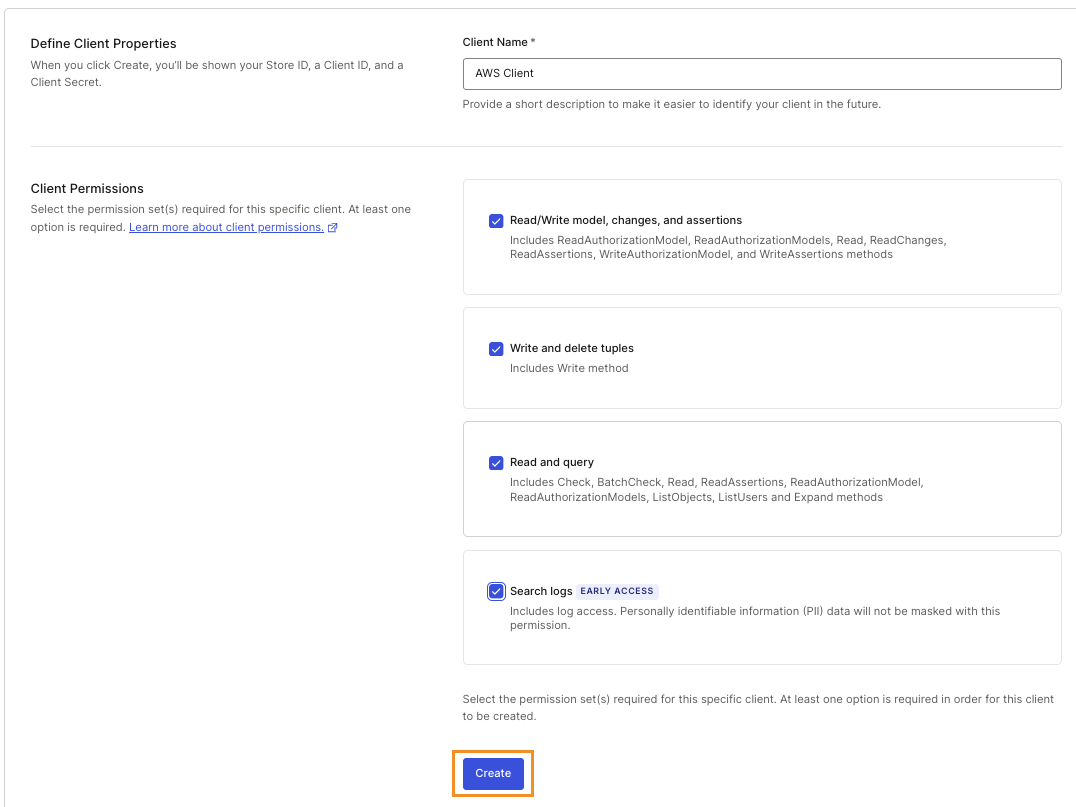 Define Client Properties
When you click Create, you'll be shown your Store ID, a Client ID, and a
Client Secret.
Client Name *
AWS Client
Provide a short description to make it easier to identify your client in the future.
Client Permissions
Select the permission set(s) required for this specific client. At least one
option is required. Learn more about client permissions.
Read/Write model, changes, and assertions
Includes ReadAuthorizationModel, ReadAuthorizationModels, Read, ReadChanges,
ReadAssertions, WriteAuthorizationModel, and WriteAssertions methods
Write and delete tuples
Includes Write method
Read and query
Includes Check, BatchCheck, Read, ReadAssertions, ReadAuthorizationModel,
ReadAuthorizationModels, ListObjects, ListUsers and Expand methods
Search logs EARLY ACCESS
Includes log access. Personally identifiable information (PII) data will not be masked with this
permission.
Select the permission set(s) required for this specific client. At least one option is required in order for this client
to be created.
Create